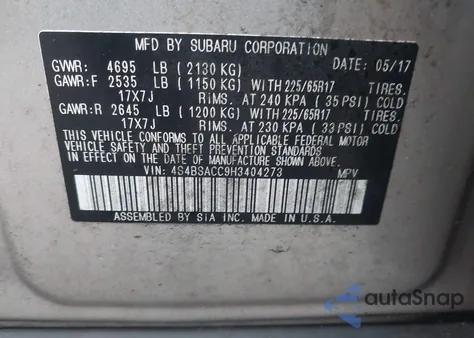 MFD BY SUBARU CORPORATION DATE: 05/17
GVWR: 4695 LB (2130 KG)
GAWR:F 2535 LB (1150 KG) WITH 225/65R17 TIRES.
17X7J RIMS. AT 240 KPA (35 PSI) COLD
GAWR:R 2645 LB (1200 KG) WITH 225/65R17 TIRES.
17X7J RIMS. AT 230 KPA (33 PSI) COLD
THIS VEHICLE CONFORMS TO ALL APPLICABLE FEDERAL MOTOR
VEHICLE SAFETY AND THEFT PREVENTION STANDARDS IN EFFECT
ON THE DATE OF MANUFACTURE SHOWN ABOVE.
VIN: 4S4BSACC9H3404273 MPV
ASSEMBLED BY SIA INC. MADE IN U.S.A.
autoSnap